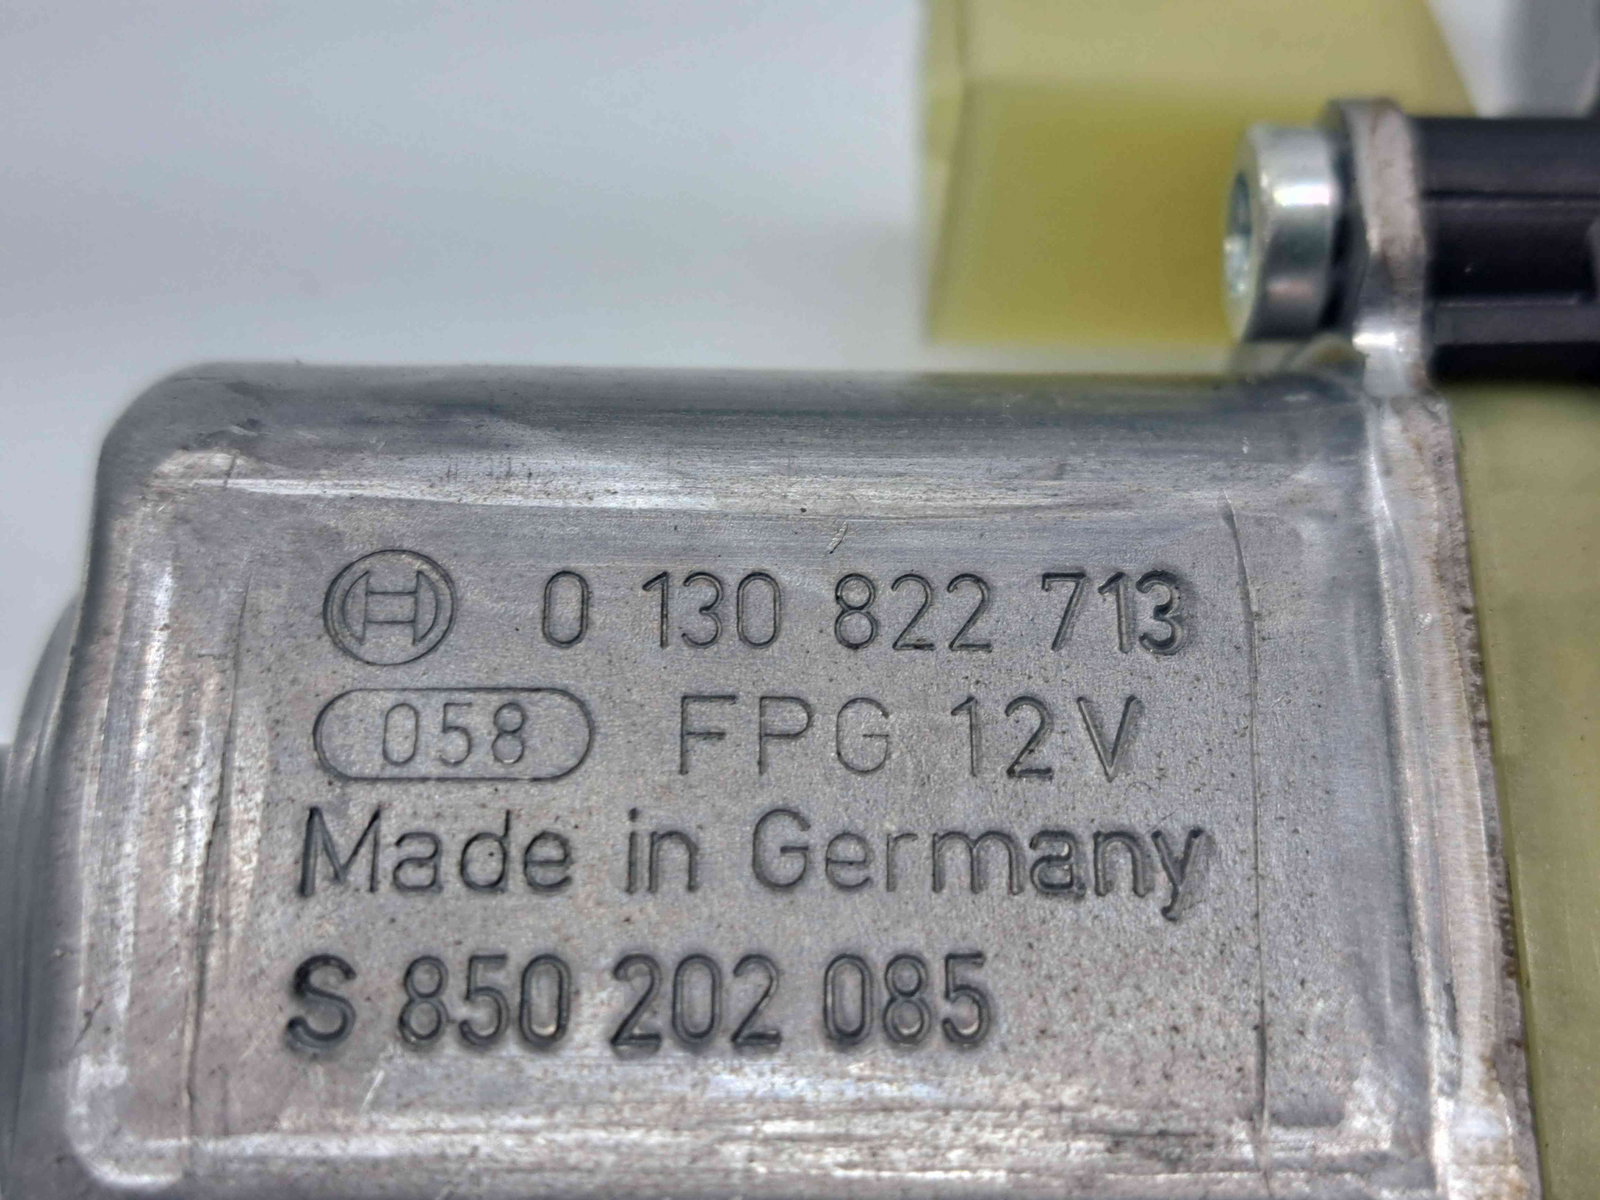 0 130 822 713
058 FPG 12V
Made in Germany
S 850 202 085